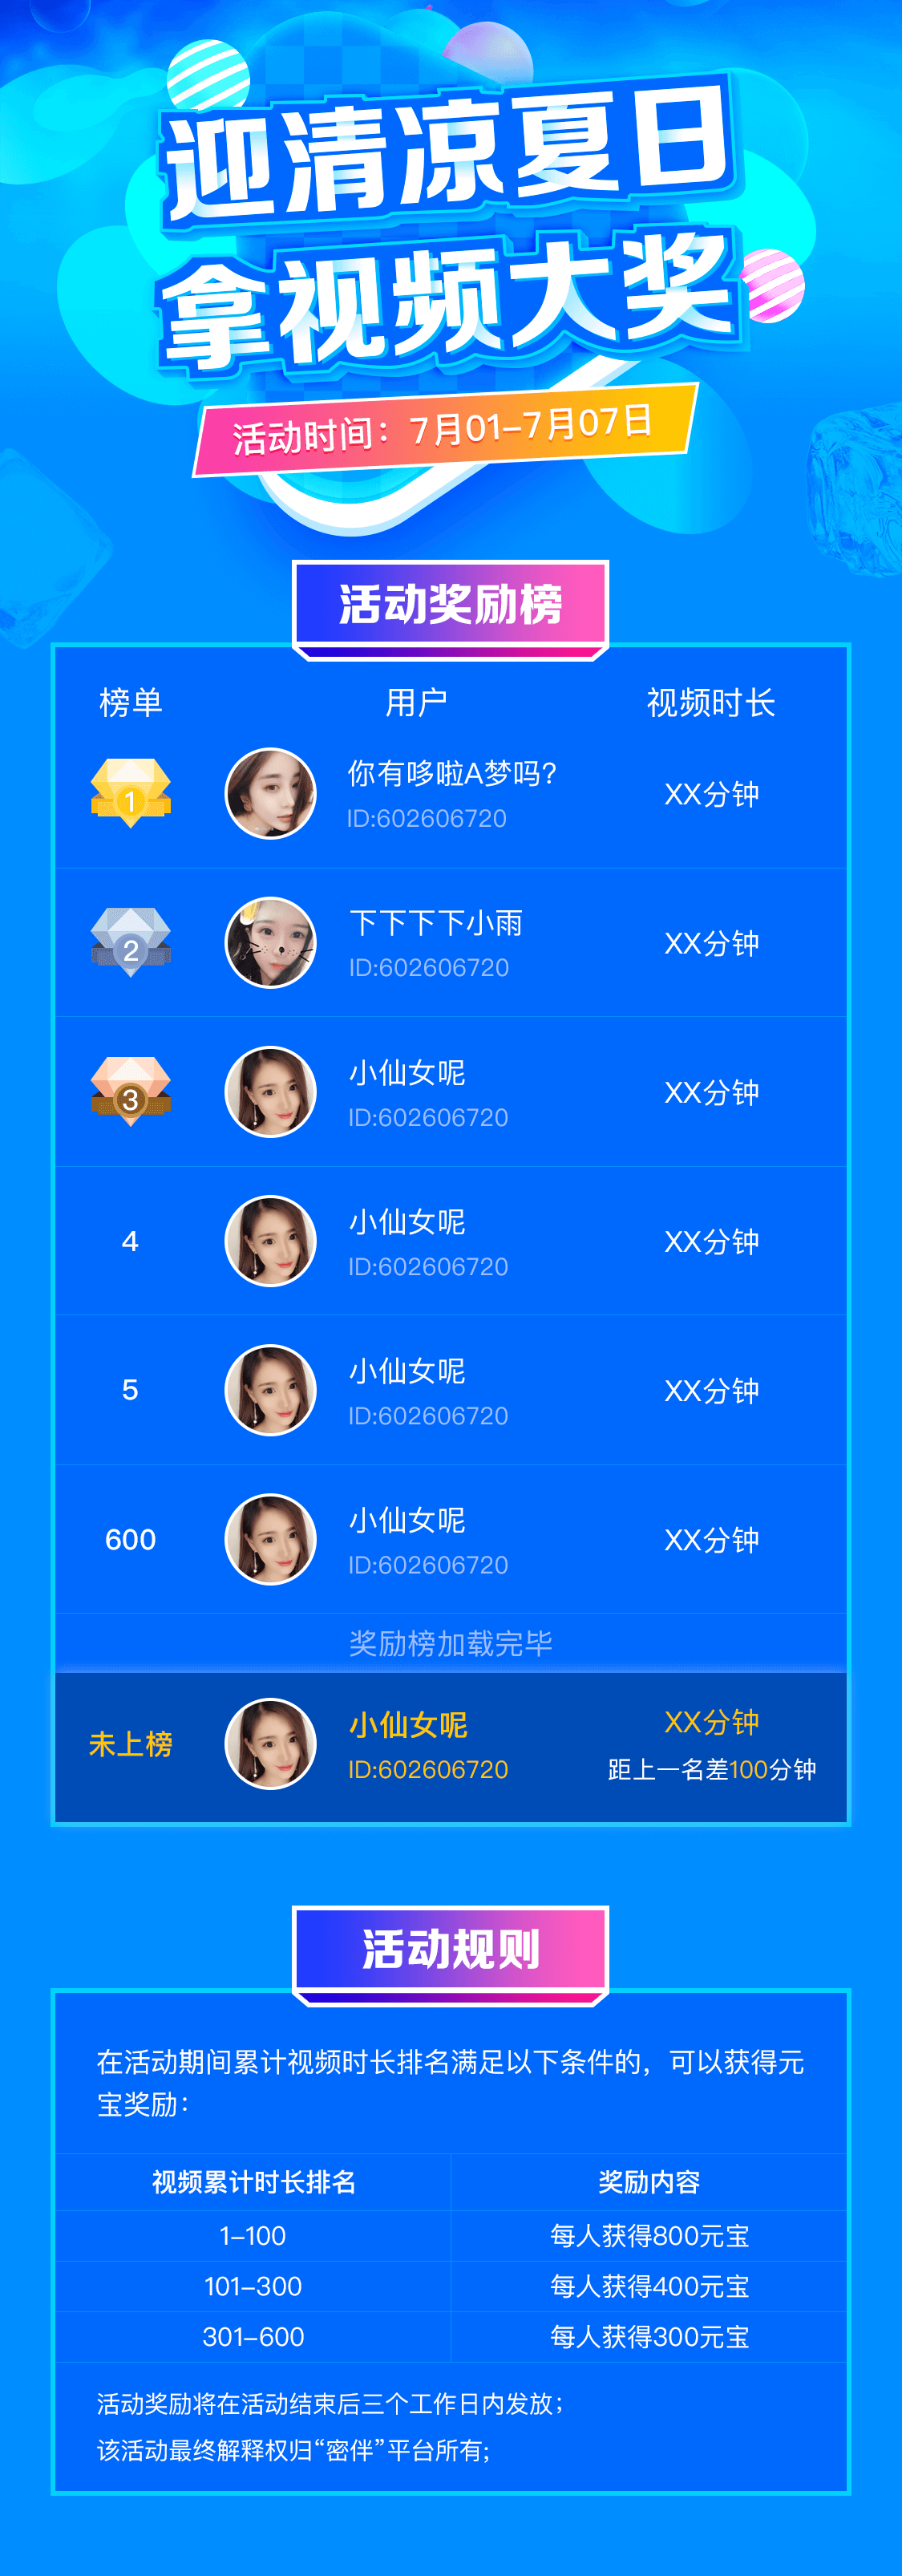 迎清凉夏日
拿视频大奖
活动时间：7月01-7月07日
活动奖励榜
榜单 用户 视频时长
1 你有哆啦A梦吗？ XX分钟
ID:602606720
2 下下下下小雨 XX分钟
ID:602606720
3 小仙女呢 XX分钟
ID:602606720
4 小仙女呢 XX分钟
ID:602606720
5 小仙女呢 XX分钟
ID:602606720
600 小仙女呢 XX分钟
ID:602606720
奖励榜加载完毕
未上榜 小仙女呢 XX分钟
ID:602606720 距上一名差100分钟
活动规则
在活动期间累计视频时长排名满足以下条件的，可以获得元
宝奖励：
视频累计时长排名 奖励内容
1-100 每人获得800元宝
101-300 每人获得400元宝
301-600 每人获得300元宝
活动奖励将在活动结束后三个工作日内发放；
该活动最终解释权归“密伴”平台所有;